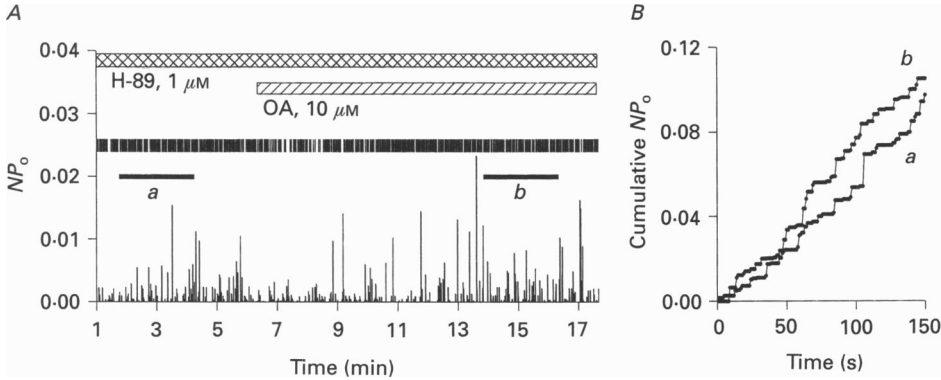 A
NPo
0·04
0·03
0·02
0·01
0·00
H-89, 1 μM
OA, 10 μM
a
b
1 3 5 7 9 11 13 15 17
Time (min)
B
Cumulative NPo
0·12
0·08
0·04
0·00
b
a
0 50 100 150
Time (s)